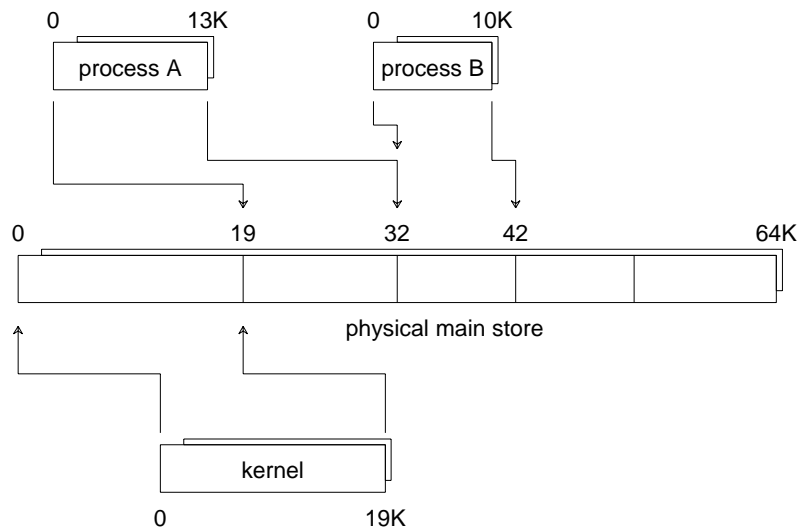 0 13K 0 10K
process A process B
0 19 32 42 64K
physical main store
kernel
0 19K